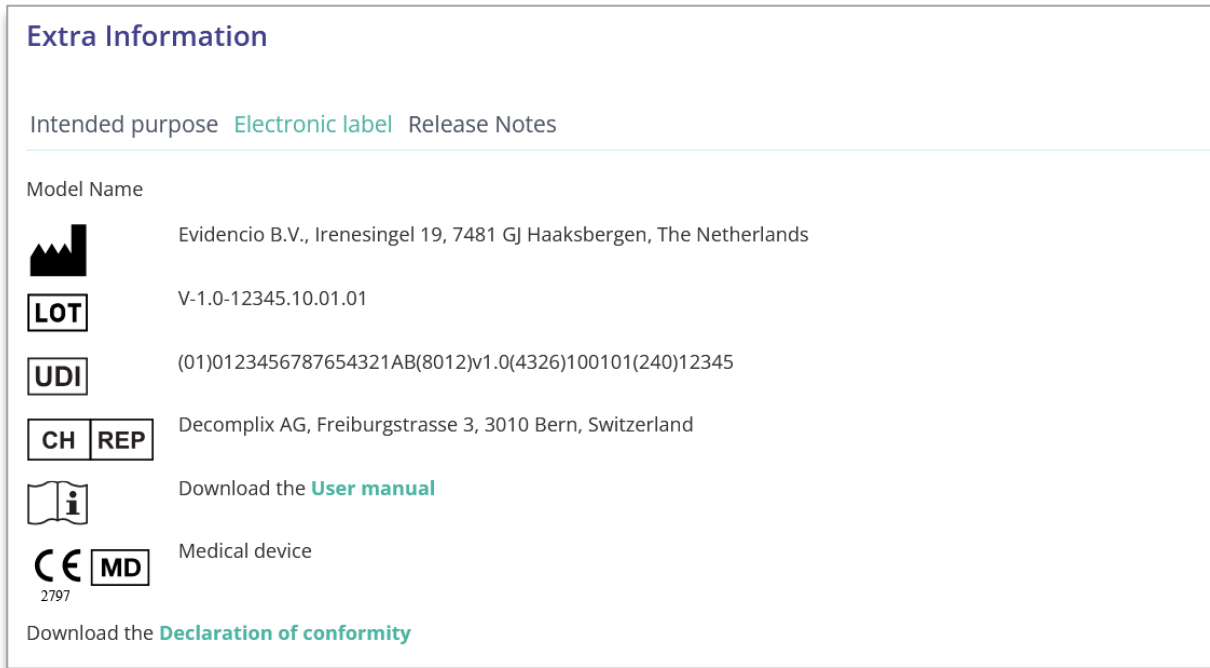 Extra Information
Intended purpose Electronic label Release Notes
Model Name
Evidencio B.V., Irenesingel 19, 7481 GJ Haaksbergen, The Netherlands
LOT V-1.0-12345.10.01.01
UDI (01)0123456787654321AB(8012)v1.0(4326)100101(240)12345
CH REP Decomplix AG, Freiburgstrasse 3, 3010 Bern, Switzerland
i Download the User manual
CE MD Medical device
2797
Download the Declaration of conformity